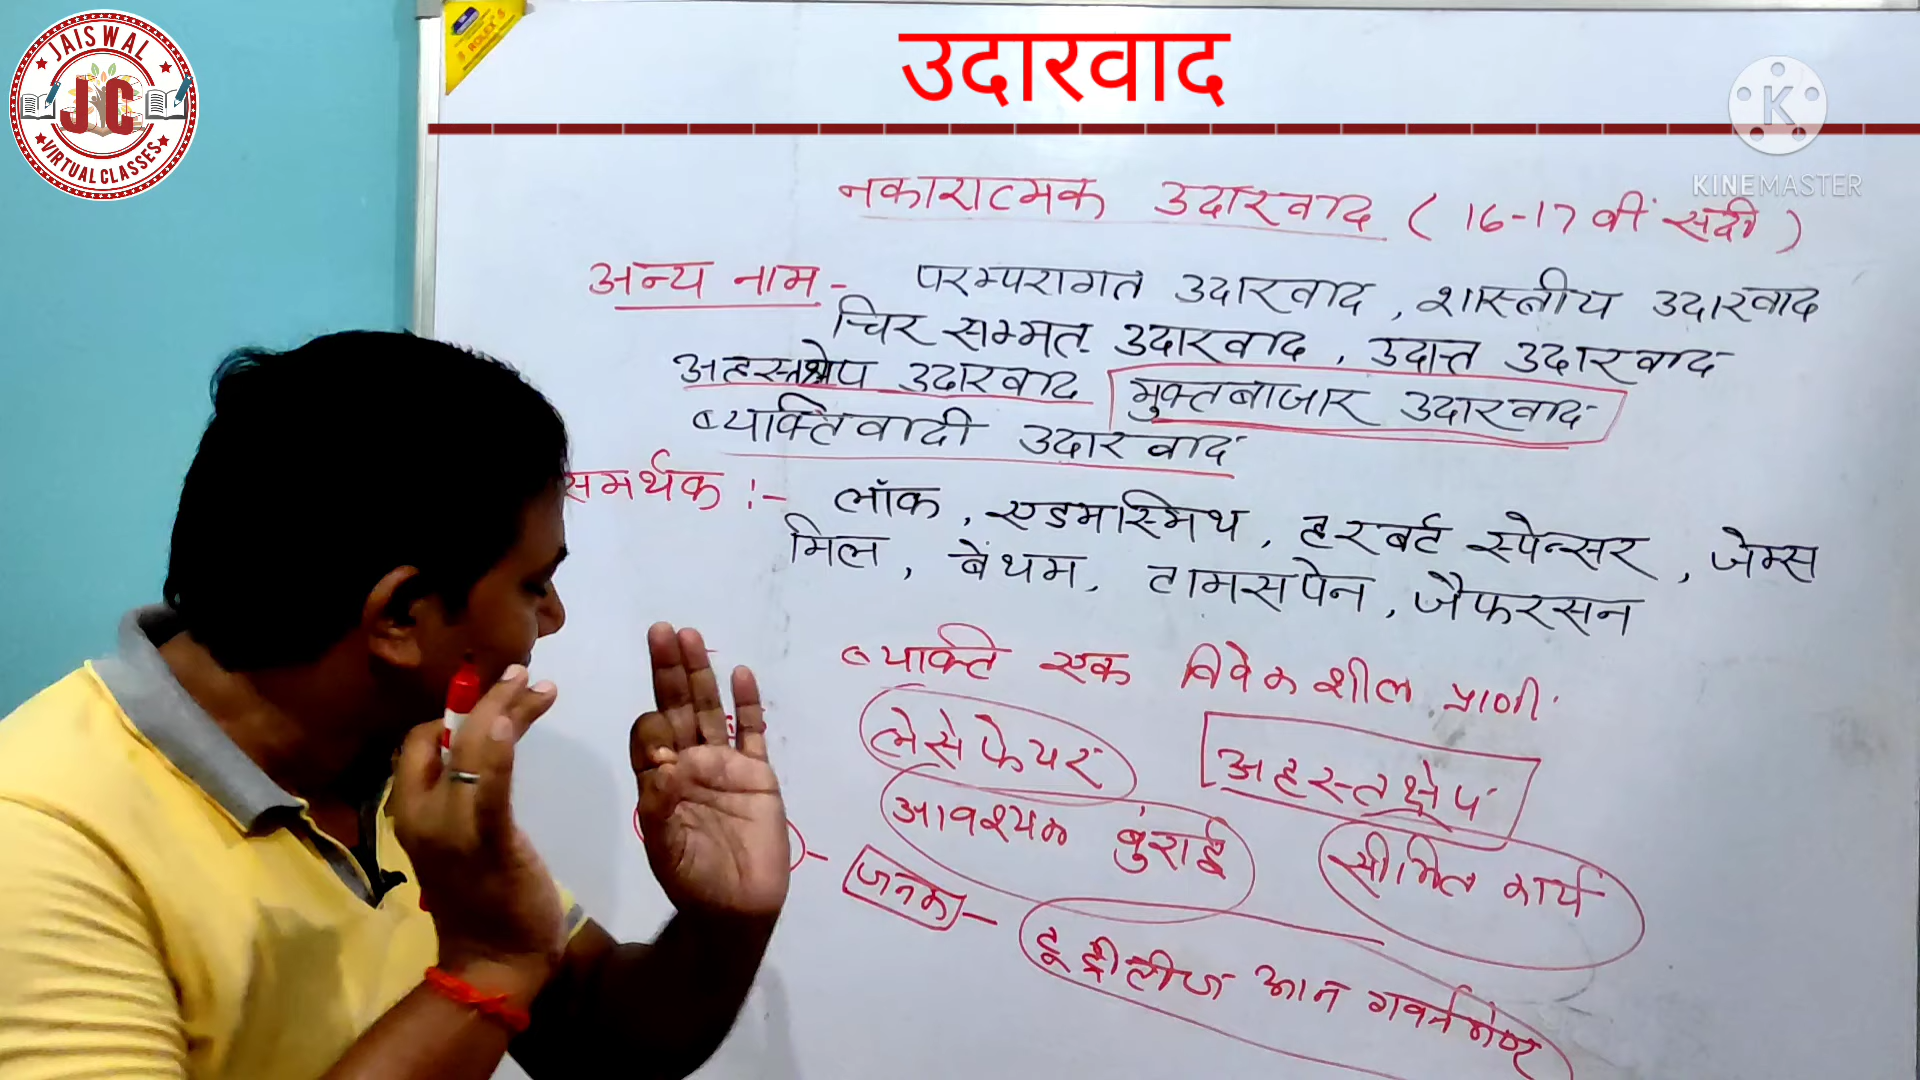 JAISWAL
JC
VIRTUAL CLASSES
ROLEX'S
उदारवाद
K
KINEMASTER
नकारात्मक उदारवाद ( 16-17 वीं सदी )
अन्य नाम - परम्परागत उदारवाद , शास्त्रीय उदारवाद
चिर सम्मत उदारवाद , उदात्त उदारवाद
अहस्तक्षेप उदारवाद मुक्तबाजार उदारवाद
व्यक्तिवादी उदारवाद
समर्थक :- लॉक , एडमस्मिथ , हरबर्ट स्पेन्सर , जेम्स
मिल , बेंथम , टामसपेन , जैफरसन
व्यक्ति एक विवेकशील प्राणी
लेसेफेयर अहस्तक्षेप
आवश्यक बुराई सीमित कार्य
- जनक -
टू ट्रीटीज आन गवर्नमेण्ट